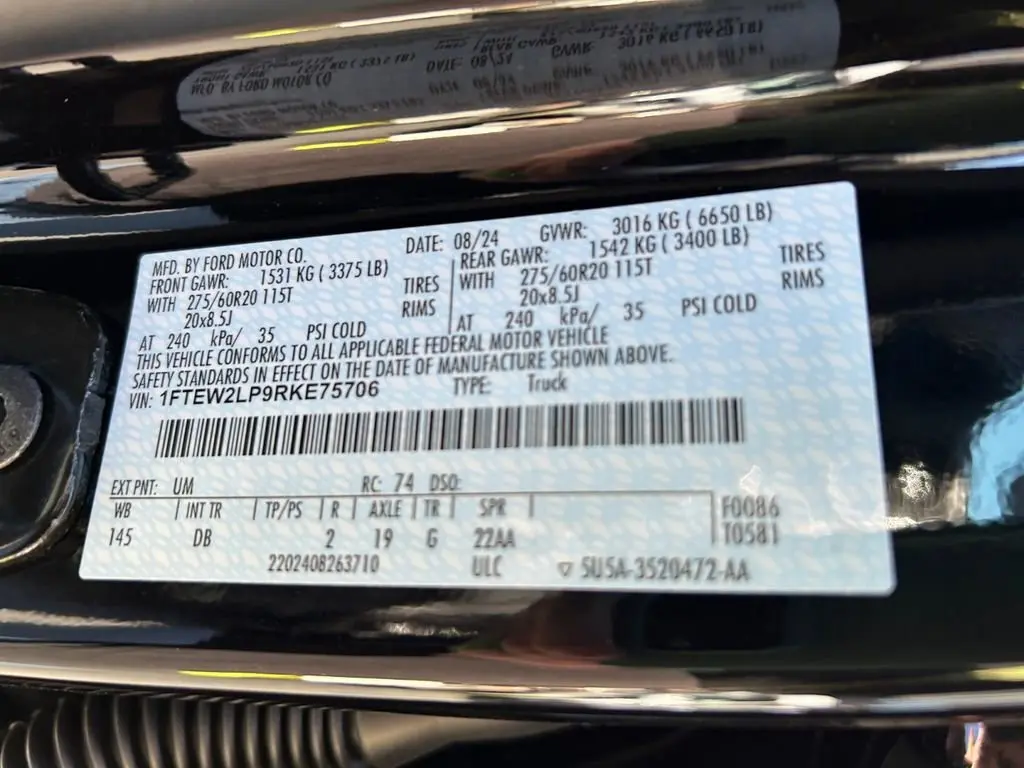 MFD. BY FORD MOTOR CO. DATE: 08/24 GVWR: 3016 KG ( 6650 LB)
FRONT GAWR: 1531 KG ( 3375 LB) REAR GAWR: 1542 KG ( 3400 LB)
WITH 275/60R20 115T TIRES WITH 275/60R20 115T TIRES
20x8.5J RIMS 20x8.5J RIMS
AT 240 kPa/ 35 PSI COLD AT 240 kPa/ 35 PSI COLD
THIS VEHICLE CONFORMS TO ALL APPLICABLE FEDERAL MOTOR VEHICLE
SAFETY STANDARDS IN EFFECT ON THE DATE OF MANUFACTURE SHOWN ABOVE.
VIN: 1FTEW2LP9RKE75706 TYPE: Truck
EXT PNT: UM RC: 74 DSO:
WB INT TR TP/PS R AXLE TR SPR F0086
145 DB 2 19 G 22AA T0581
2202408263710 ULC ▽ 5U5A-3520472-AA